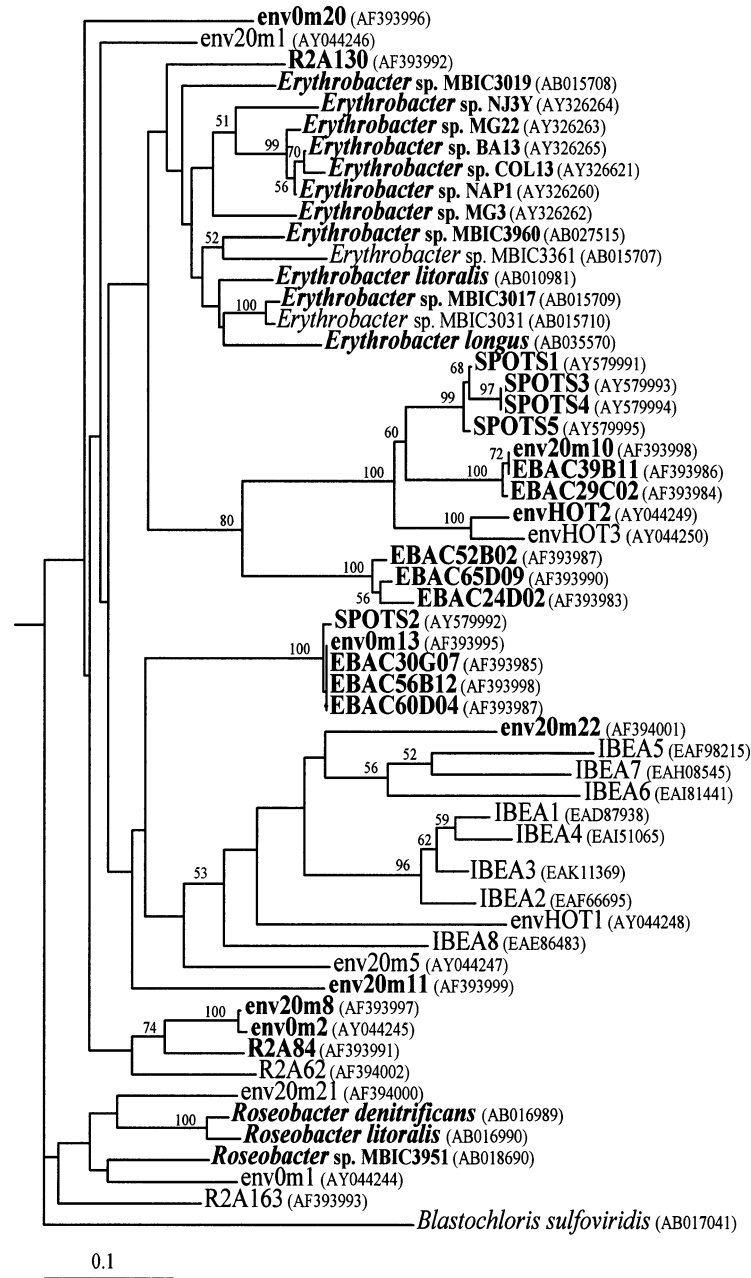 env0m20 (AF393996)
env20m1 (AY044246)
R2A130 (AF393992)
Erythrobacter sp. MBIC3019 (AB015708)
Erythrobacter sp. NJ3Y (AY326264)
51
Erythrobacter sp. MG22 (AY326263)
99
70
Erythrobacter sp. BA13 (AY326265)
Erythrobacter sp. COL13 (AY326621)
56
Erythrobacter sp. NAP1 (AY326260)
Erythrobacter sp. MG3 (AY326262)
52
Erythrobacter sp. MBIC3960 (AB027515)
Erythrobacter sp. MBIC3361 (AB015707)
Erythrobacter litoralis (AB010981)
100
Erythrobacter sp. MBIC3017 (AB015709)
Erythrobacter sp. MBIC3031 (AB015710)
Erythrobacter longus (AB035570)
68
SPOTS1 (AY579991)
97
SPOTS3 (AY579993)
99
SPOTS4 (AY579994)
SPOTS5 (AY579995)
60
72
env20m10 (AF393998)
100
100
EBAC39B11 (AF393986)
EBAC29C02 (AF393984)
100
envHOT2 (AY044249)
80
envHOT3 (AY044250)
EBAC52B02 (AF393987)
100
EBAC65D09 (AF393990)
56
EBAC24D02 (AF393983)
SPOTS2 (AY579992)
100
env0m13 (AF393995)
EBAC30G07 (AF393985)
EBAC56B12 (AF393998)
EBAC60D04 (AF393987)
env20m22 (AF394001)
52
IBEA5 (EAF98215)
56
IBEA7 (EAH08545)
IBEA6 (EAI81441)
59
IBEA1 (EAD87938)
62
IBEA4 (EAI51065)
96
IBEA3 (EAK11369)
53
IBEA2 (EAF66695)
envHOT1 (AY044248)
IBEA8 (EAE86483)
env20m5 (AY044247)
env20m11 (AF393999)
100
env20m8 (AF393997)
74
env0m2 (AY044245)
R2A84 (AF393991)
R2A62 (AF394002)
env20m21 (AF394000)
100
Roseobacter denitrificans (AB016989)
Roseobacter litoralis (AB016990)
Roseobacter sp. MBIC3951 (AB018690)
env0m1 (AY044244)
R2A163 (AF393993)
Blastochloris sulfoviridis (AB017041)
0.1